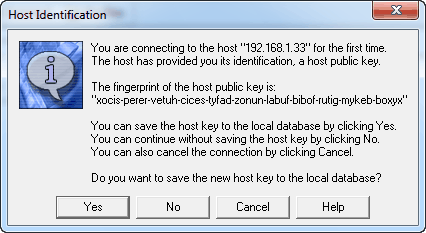 Host Identification
You are connecting to the host "192.168.1.33" for the first time.
The host has provided you its identification, a host public key.
The fingerprint of the host public key is:
"xocis-perer-vetuh-cices-tyfad-zonun-labuf-bibof-rutig-mykeb-boxyx"
You can save the host key to the local database by clicking Yes.
You can continue without saving the host key by clicking No.
You can also cancel the connection by clicking Cancel.
Do you want to save the new host key to the local database?
Yes
No
Cancel
Help